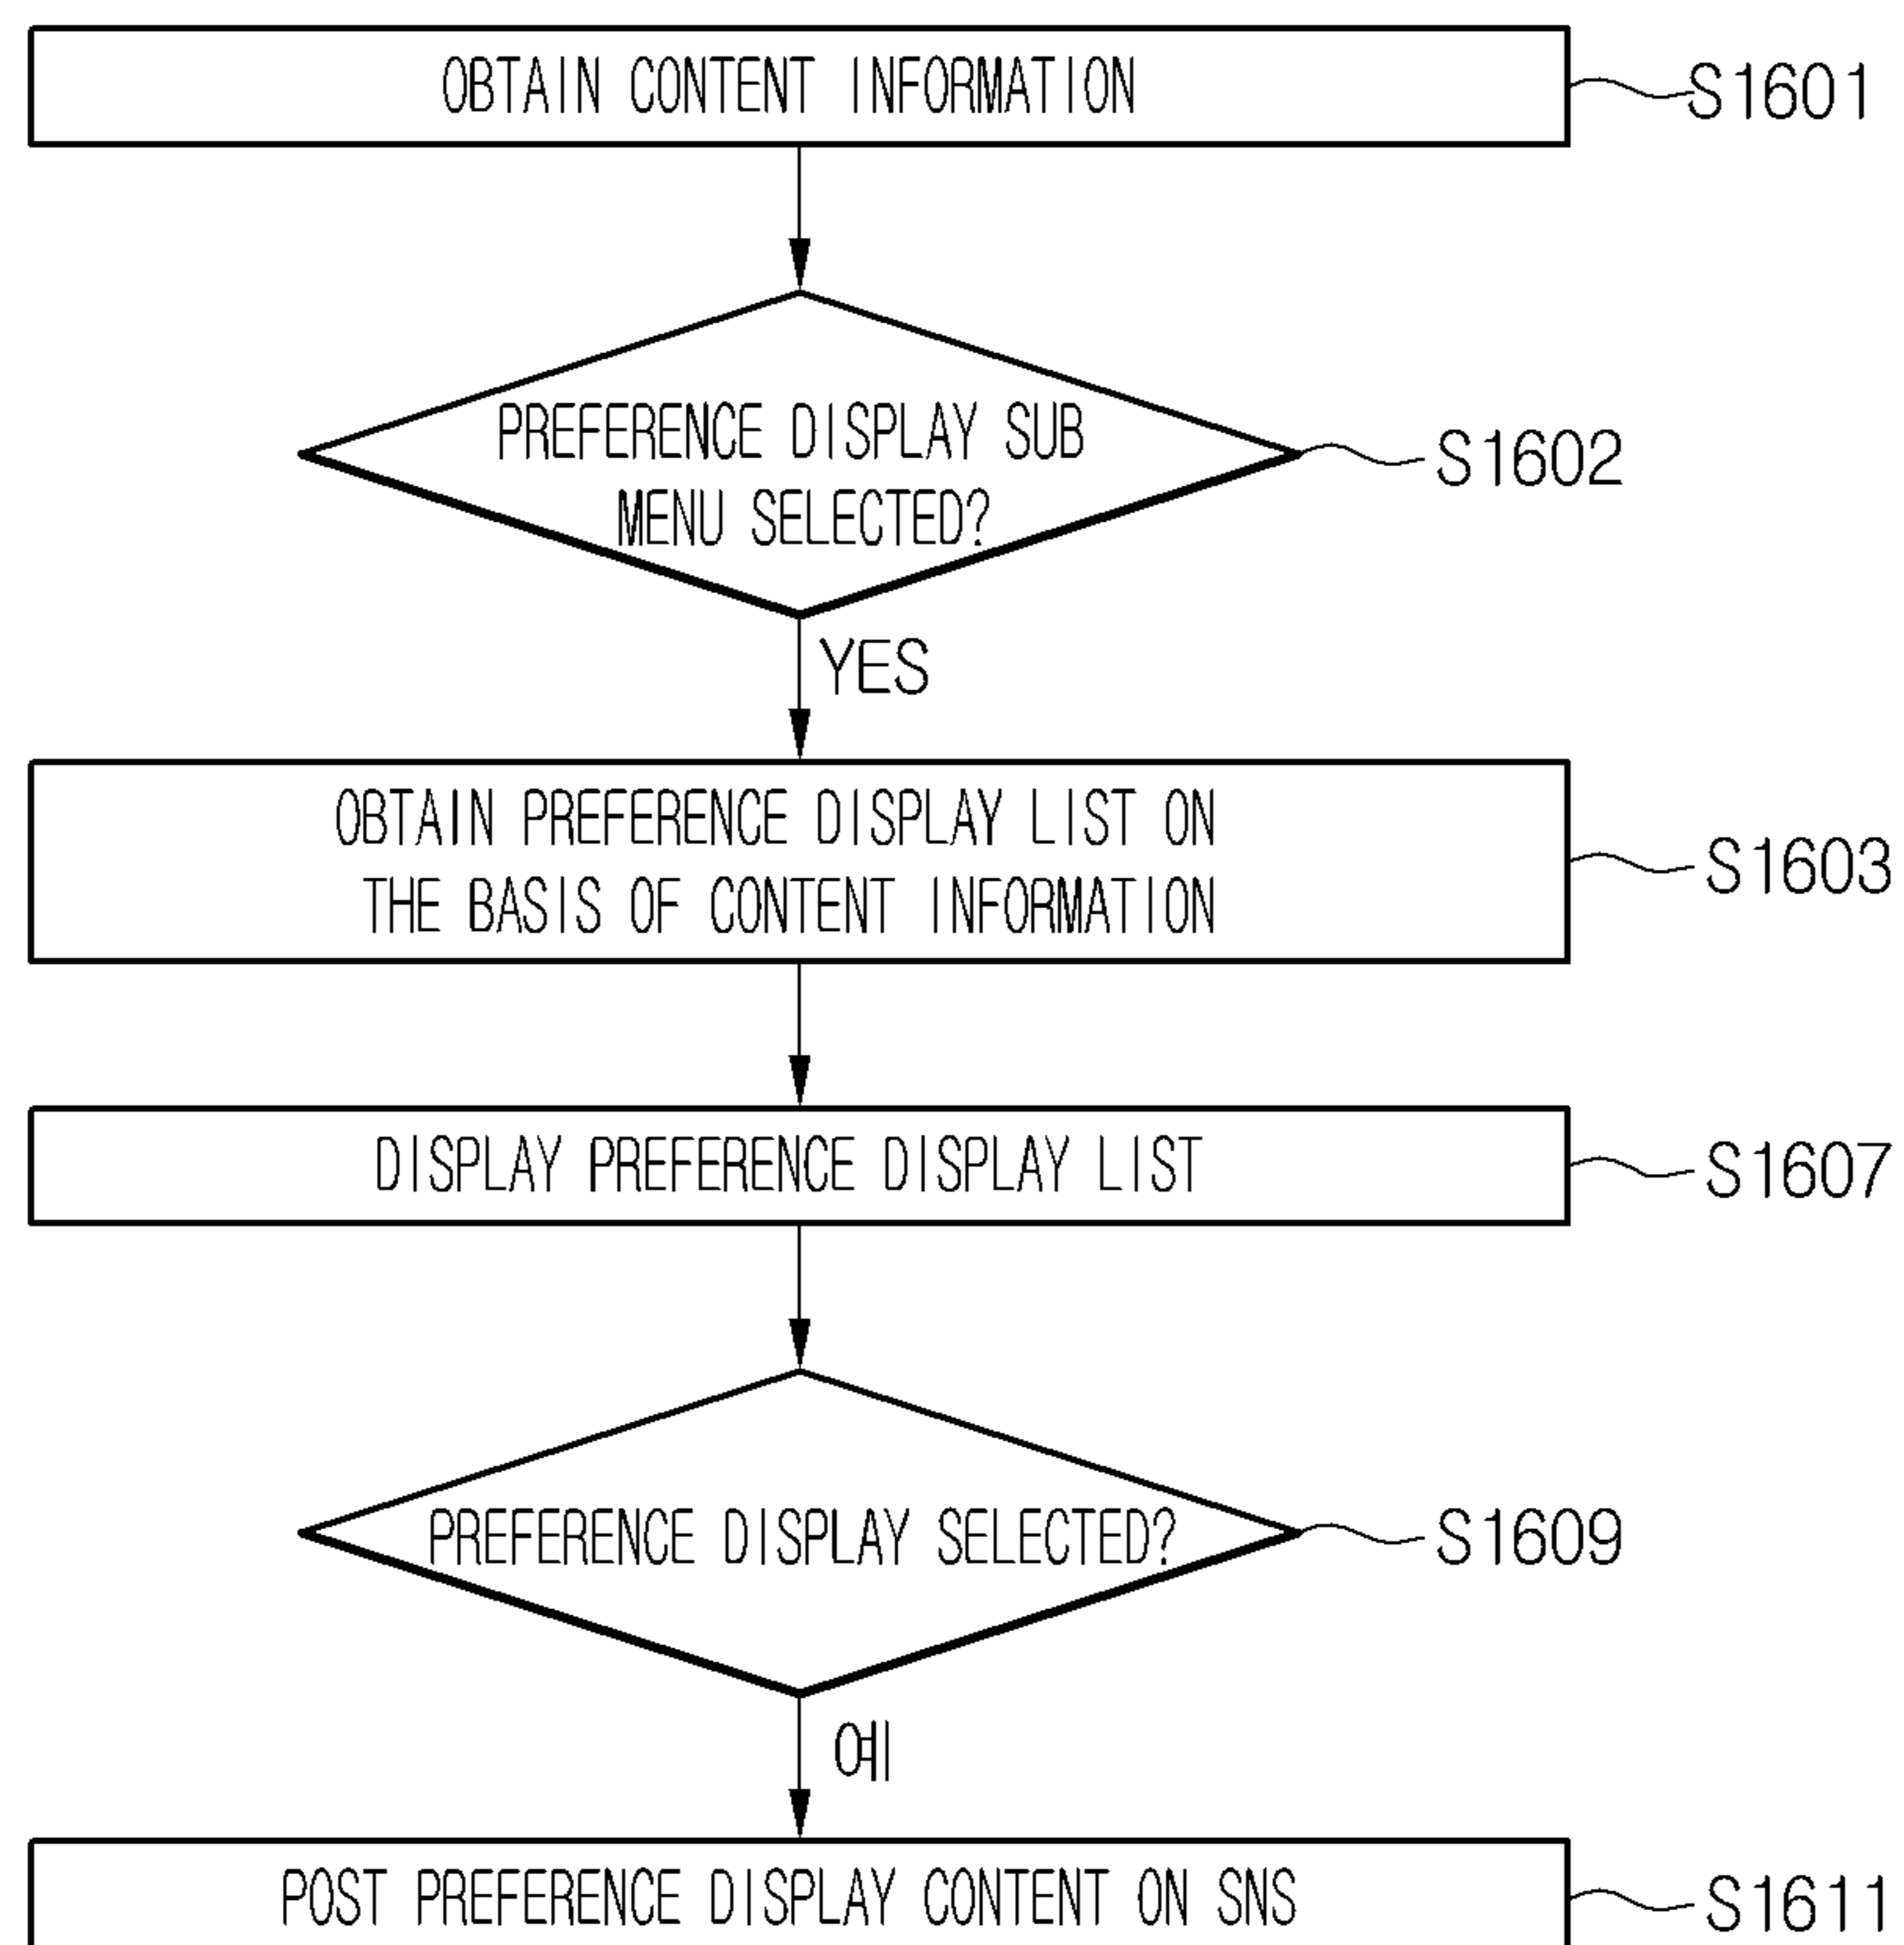 OBTAIN CONTENT INFORMATION
S1601
PREFERENCE DISPLAY SUB
MENU SELECTED?
S1602
YES
OBTAIN PREFERENCE DISPLAY LIST ON
THE BASIS OF CONTENT INFORMATION
S1603
DISPLAY PREFERENCE DISPLAY LIST
S1607
PREFERENCE DISPLAY SELECTED?
S1609
예
POST PREFERENCE DISPLAY CONTENT ON SNS
S1611